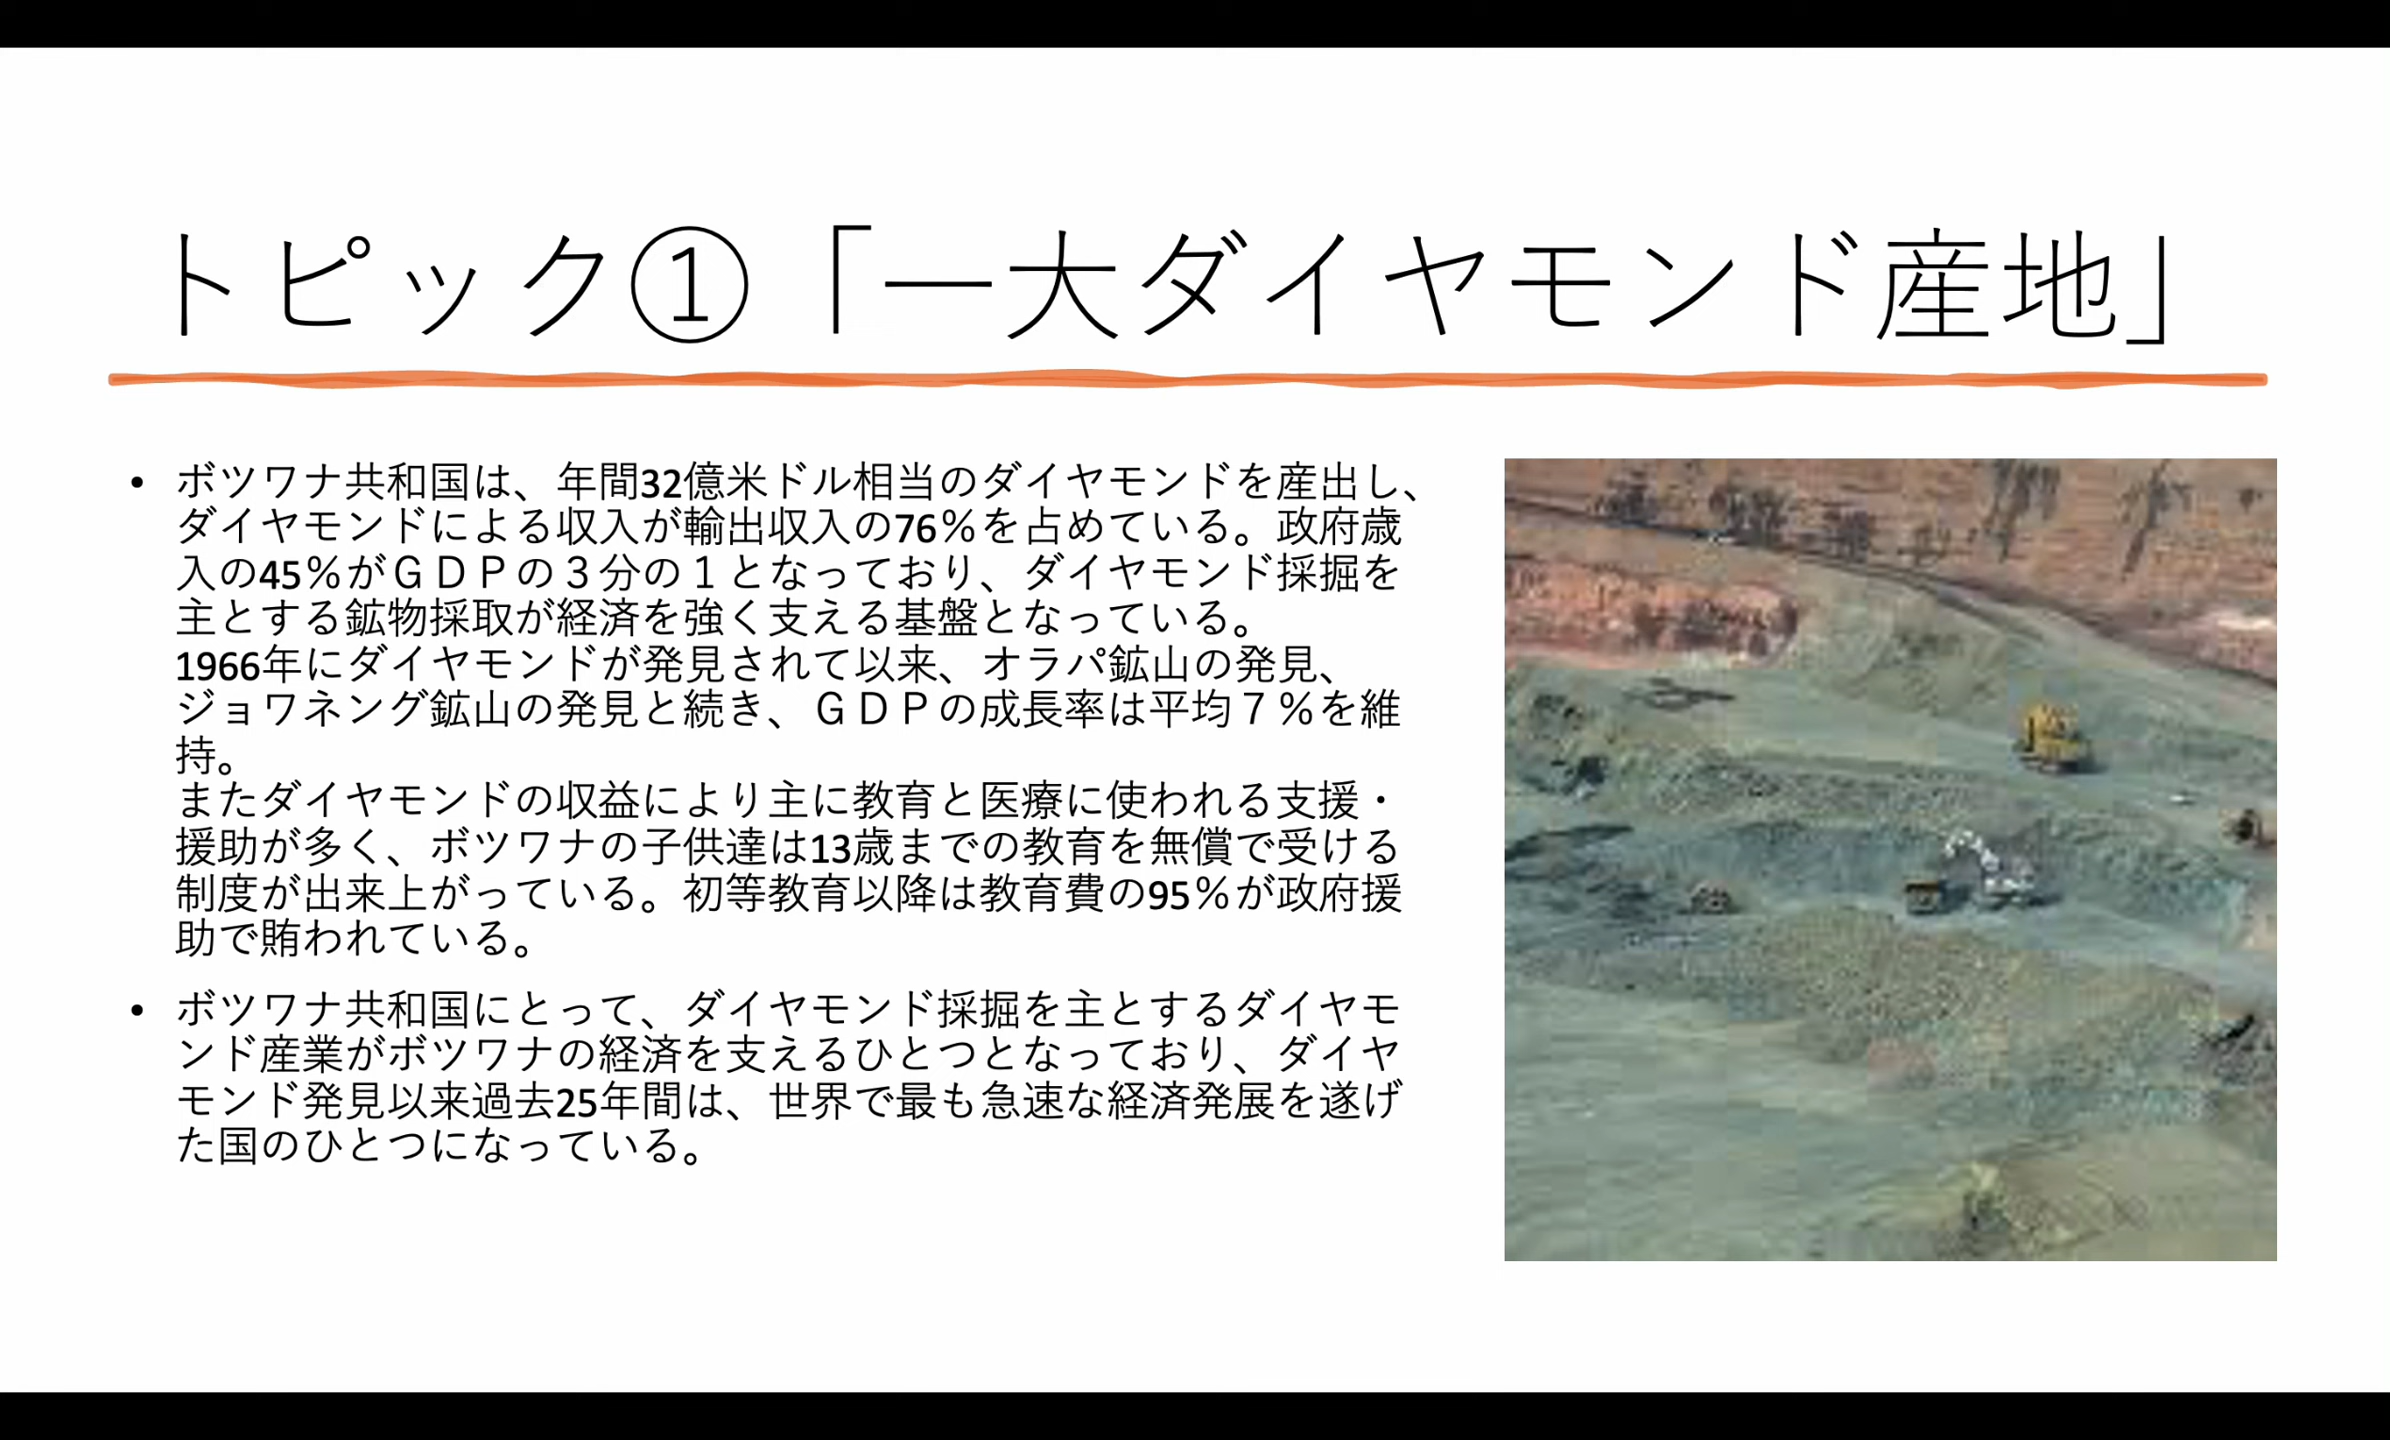 トピック①「一大ダイヤモンド産地」
• ボツワナ共和国は、年間32億米ドル相当のダイヤモンドを産出し、
ダイヤモンドによる収入が輸出収入の76％を占めている。政府歳
入の45％がＧＤＰの３分の１となっており、ダイヤモンド採掘を
主とする鉱物採取が経済を強く支える基盤となっている。
1966年にダイヤモンドが発見されて以来、オラパ鉱山の発見、
ジョワネング鉱山の発見と続き、ＧＤＰの成長率は平均７％を維
持。
またダイヤモンドの収益により主に教育と医療に使われる支援・
援助が多く、ボツワナの子供達は13歳までの教育を無償で受ける
制度が出来上がっている。初等教育以降は教育費の95％が政府援
助で賄われている。
• ボツワナ共和国にとって、ダイヤモンド採掘を主とするダイヤモ
ンド産業がボツワナの経済を支えるひとつとなっており、ダイヤ
モンド発見以来過去25年間は、世界で最も急速な経済発展を遂げ
た国のひとつになっている。